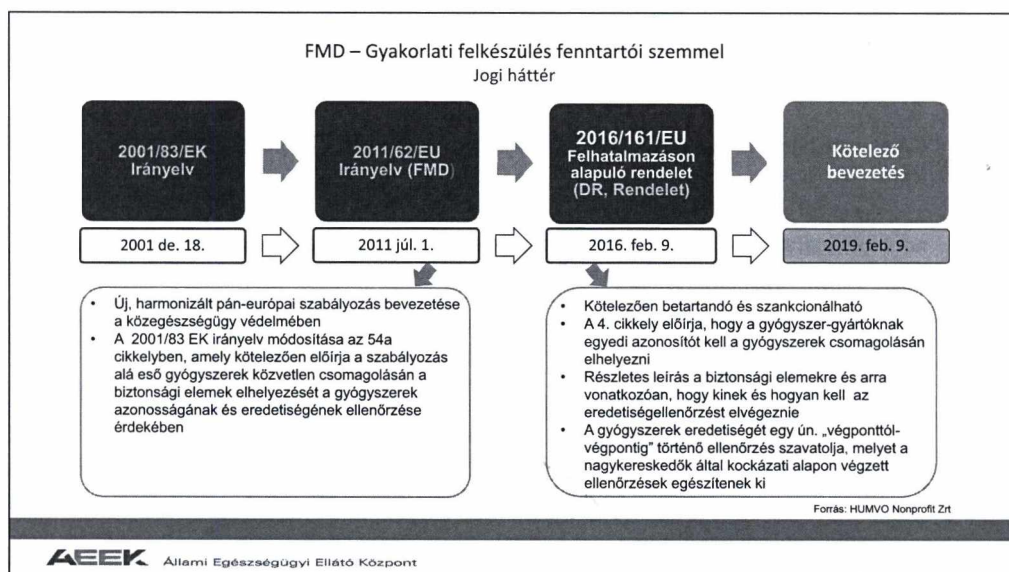 FMD – Gyakorlati felkészülés fenntartói szemmel
Jogi háttér
2001/83/EK
Irányelv
2011/62/EU
Irányelv (FMD)
2016/161/EU
Felhatalmazáson
alapuló rendelet
(DR, Rendelet)
Kötelező
bevezetés
2001 de. 18.
2011 júl. 1.
2016. feb. 9.
2019. feb. 9.
• Új, harmonizált pán-európai szabályozás bevezetése
a közegészségügy védelmében
• A 2001/83 EK irányelv módosítása az 54a
cikkelyben, amely kötelezően előírja a szabályozás
alá eső gyógyszerek közvetlen csomagolásán a
biztonsági elemek elhelyezését a gyógyszerek
azonosságának és eredetiségének ellenőrzése
érdekében
• Kötelezően betartandó és szankcionálható
• A 4. cikkely előírja, hogy a gyógyszer-gyártóknak
egyedi azonosítót kell a gyógyszerek csomagolásán
elhelyezni
• Részletes leírás a biztonsági elemekre és arra
vonatkozóan, hogy kinek és hogyan kell az
eredetiségellenőrzést elvégeznie
• A gyógyszerek eredetiségét egy ún. „végponttól-
végpontig” történő ellenőrzés szavatolja, melyet a
nagykereskedők által kockázati alapon végzett
ellenőrzések egészítenek ki
Forrás: HUMVO Nonprofit Zrt
AEEK Állami Egészségügyi Ellátó Központ